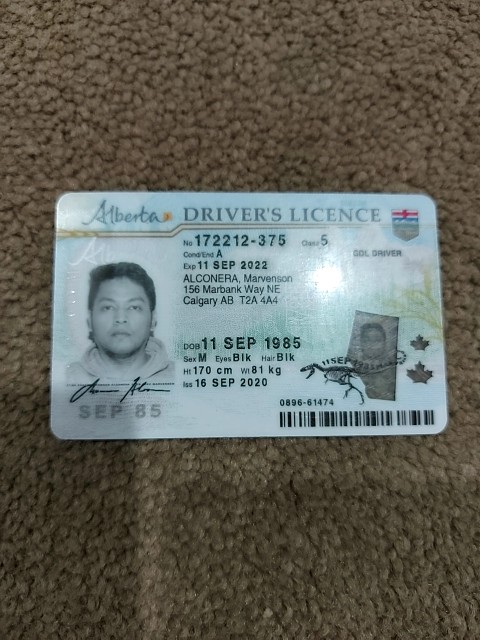 Alberta DRIVER'S LICENCE
No 172212-375 Class 5
Cond/End A GDL DRIVER
Exp 11 SEP 2022
ALCONERA, Marvenson
156 Marbank Way NE
Calgary AB T2A 4A4
DOB 11 SEP 1985
Sex M Eyes Blk Hair Blk
Ht 170 cm Wt 81 kg
Iss 16 SEP 2020
SEP 85
0896-61474